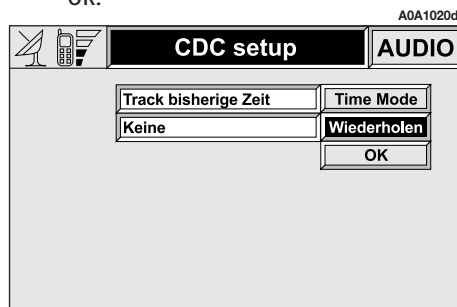 OK.
A0A1020d
CDC setup AUDIO
Track bisherige Zeit Time Mode
Keine Wiederholen
OK